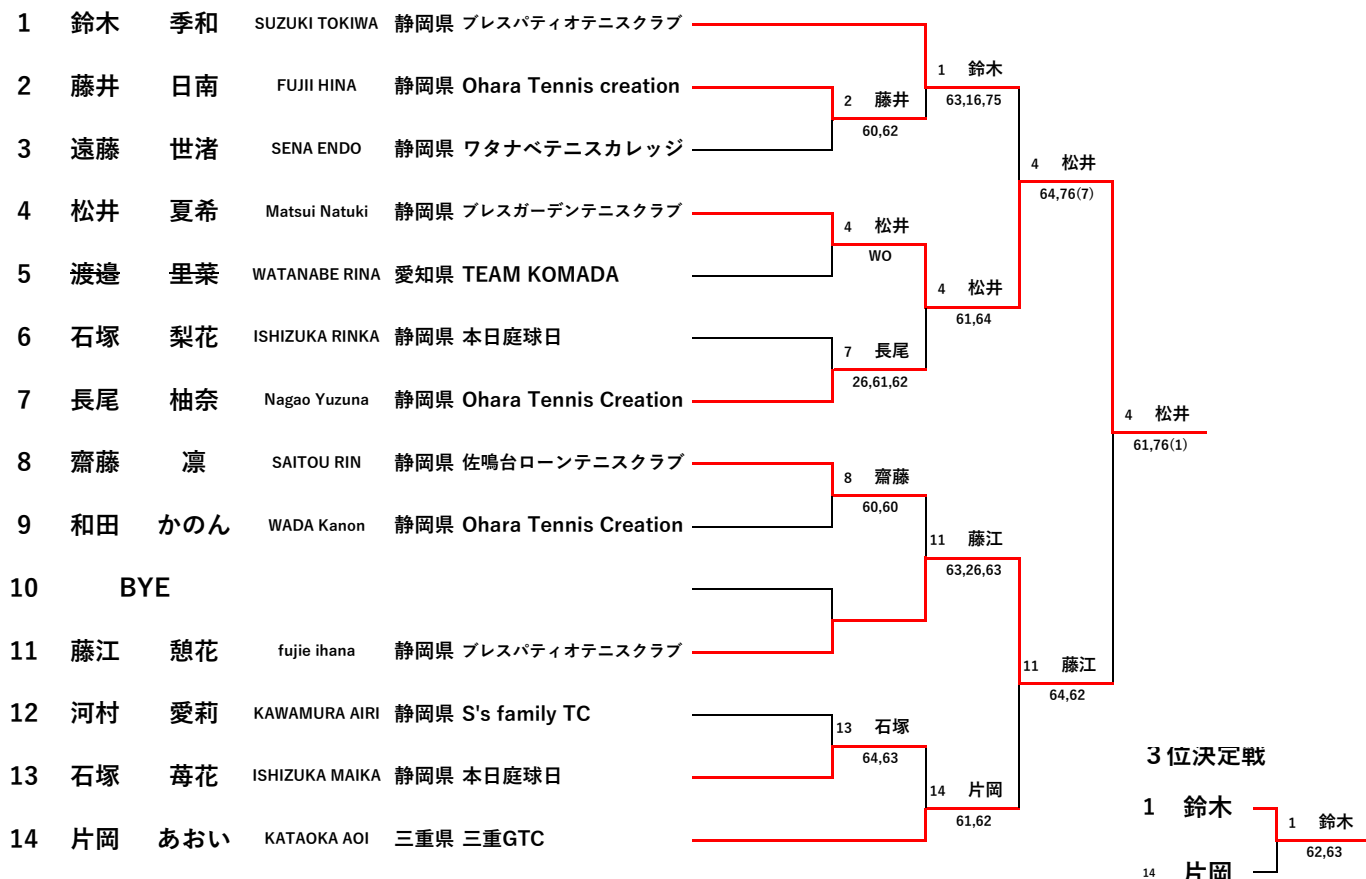 1 鈴木 季和 SUZUKI TOKIWA 静岡県 ブレスパティオテニスクラブ
1 鈴木
63,16,75
2 藤井 日南 FUJII HINA 静岡県 Ohara Tennis creation
2 藤井
60,62
3 遠藤 世渚 SENA ENDO 静岡県 ワタナベテニスカレッジ
4 松井
64,76(7)
4 松井 夏希 Matsui Natuki 静岡県 ブレスガーデンテニスクラブ
4 松井
WO
5 渡邉 里菜 WATANABE RINA 愛知県 TEAM KOMADA
4 松井
61,64
6 石塚 梨花 ISHIZUKA RINKA 静岡県 本日庭球日
7 長尾
26,61,62
7 長尾 柚奈 Nagao Yuzuna 静岡県 Ohara Tennis Creation
4 松井
61,76(1)
8 齋藤 凛 SAITOU RIN 静岡県 佐鳴台ローンテニスクラブ
8 齋藤
60,60
9 和田 かのん WADA Kanon 静岡県 Ohara Tennis Creation
11 藤江
63,26,63
10 BYE
11 藤江 憩花 fujie ihana 静岡県 ブレスパティオテニスクラブ
11 藤江
64,62
12 河村 愛莉 KAWAMURA AIRI 静岡県 S's family TC
13 石塚
64,63
13 石塚 苺花 ISHIZUKA MAIKA 静岡県 本日庭球日
14 片岡
61,62
14 片岡 あおい KATAOKA AOI 三重県 三重GTC
3位決定戦
1 鈴木
1 鈴木
62,63
14 片岡